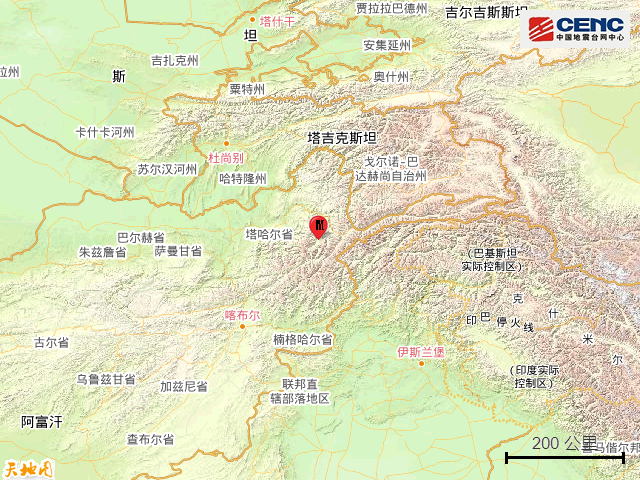 贾拉拉巴德州
吉尔吉斯斯坦
塔什干
坦
安集延州
CENC
中国地震台网中心
吉扎克州
拉州
斯
奥什州
粟特州
卡什卡河州
塔吉克斯坦
杜尚别
戈尔诺-巴
达赫尚自治州
苏尔汉河州
哈特隆州
塔哈尔省
巴尔赫省
朱兹詹省
萨曼甘省
(巴基斯坦
实际控制区)
克什米尔
印巴停火线
喀布尔
古尔省
楠格哈尔省
伊斯兰堡
(印度实际
控制区)
乌鲁兹甘省
加兹尼省
联邦直
辖部落地区
阿富汗
查布尔省
200 公里
喜马偕尔邦
天地图